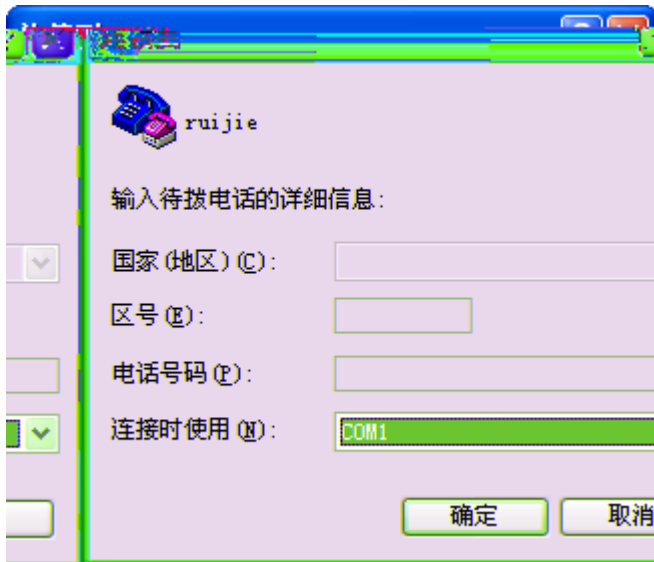 ruijie
输入待拨电话的详细信息:
国家(地区)(C):
区号(E):
电话号码(P):
连接时使用(N):
COM1
确定
取消